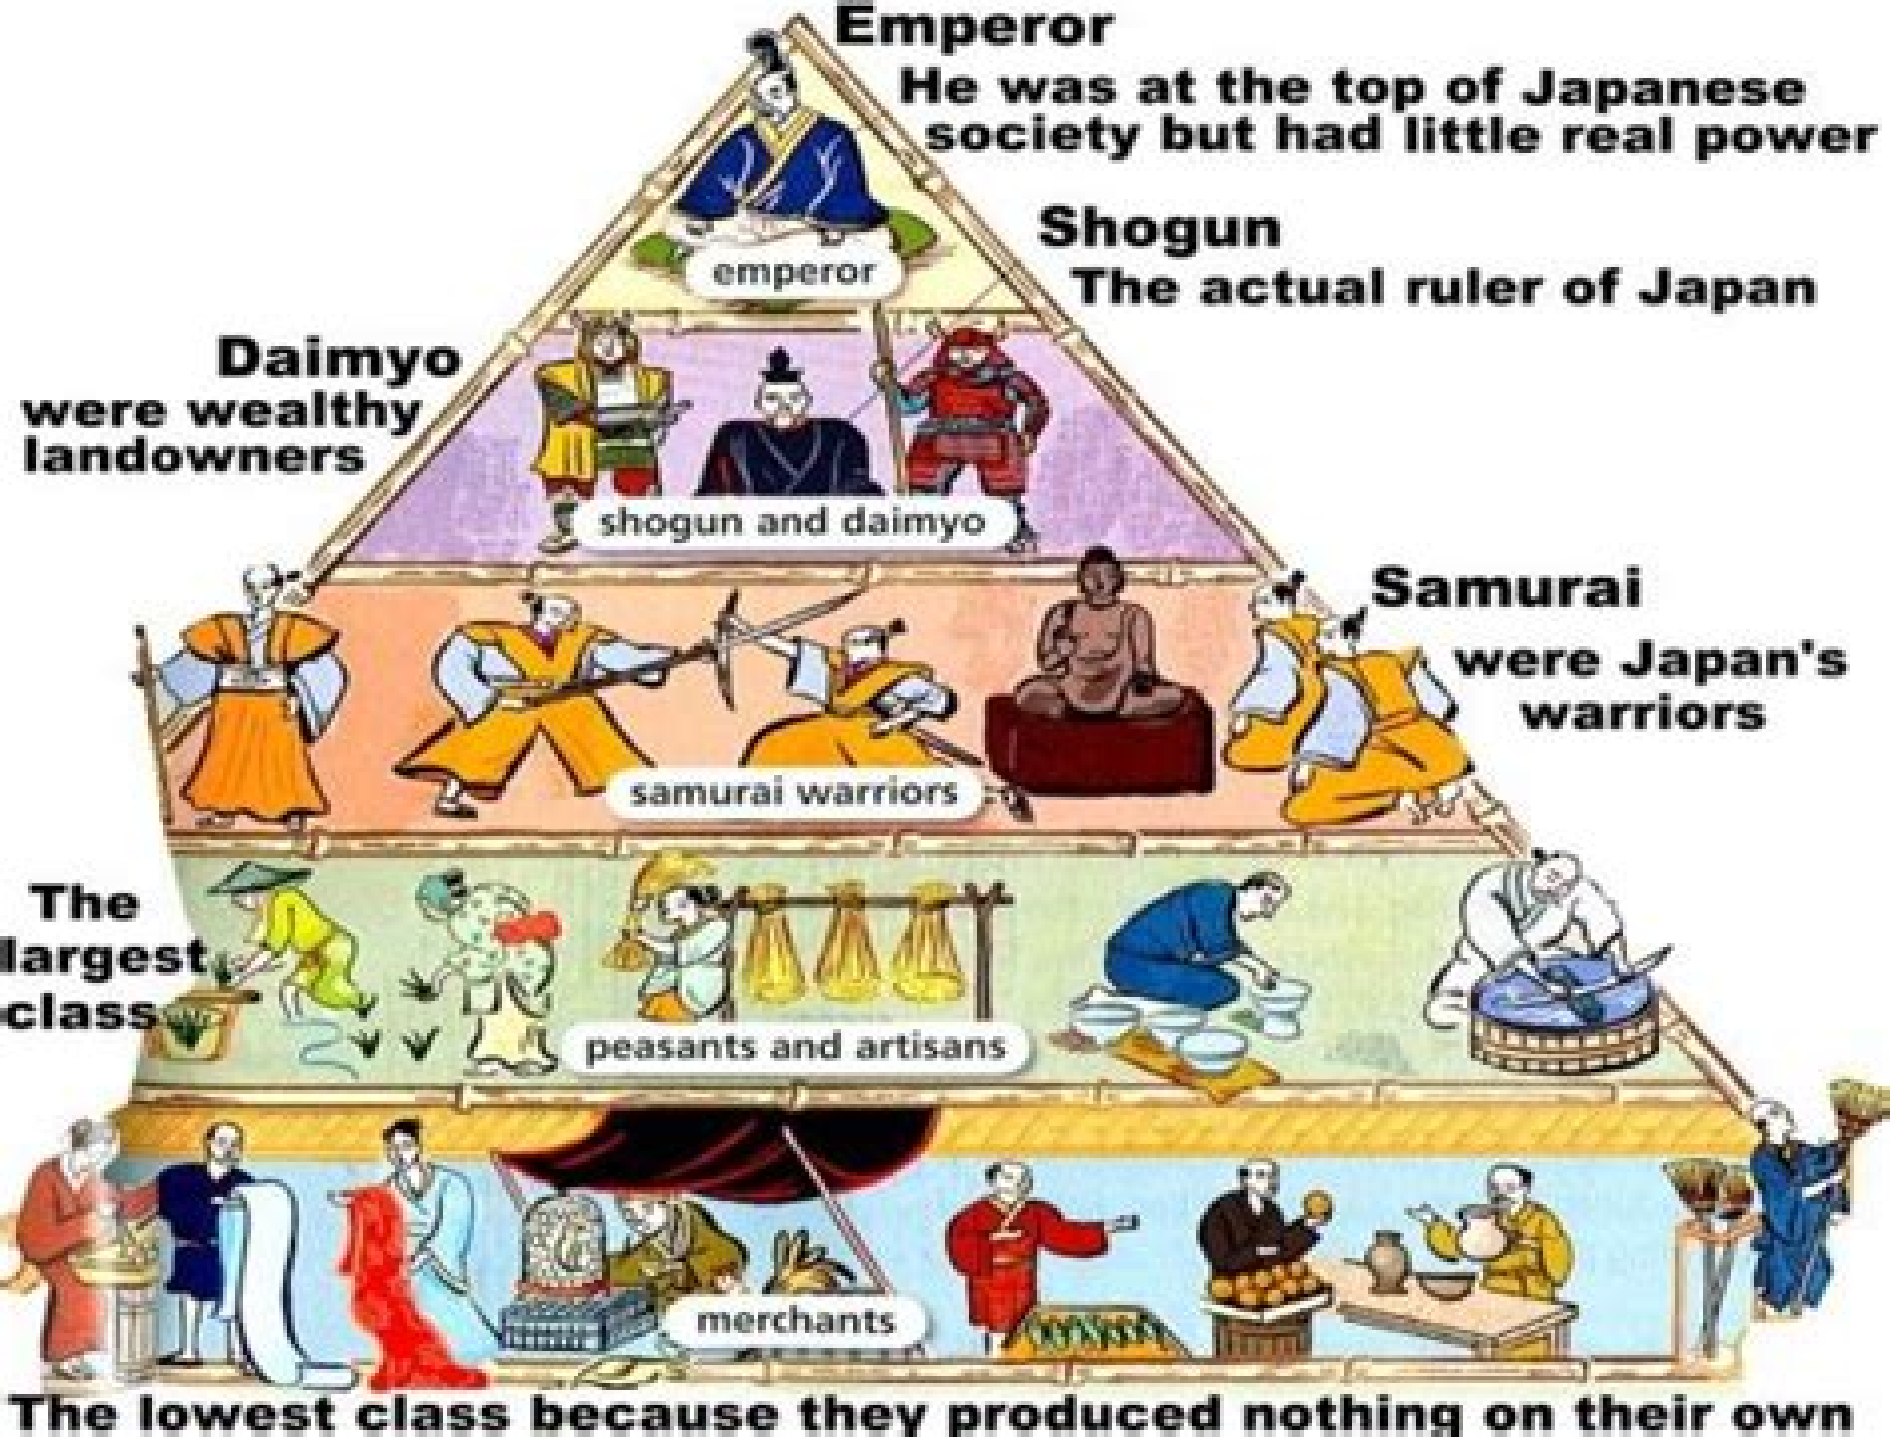 Emperor
He was at the top of Japanese
society but had little real power
emperor
Shogun
The actual ruler of Japan
Daimyo
were wealthy
landowners
shogun and daimyo
Samurai
were Japan's
warriors
samurai warriors
The
largest
class
peasants and artisans
merchants
The lowest class because they produced nothing on their own